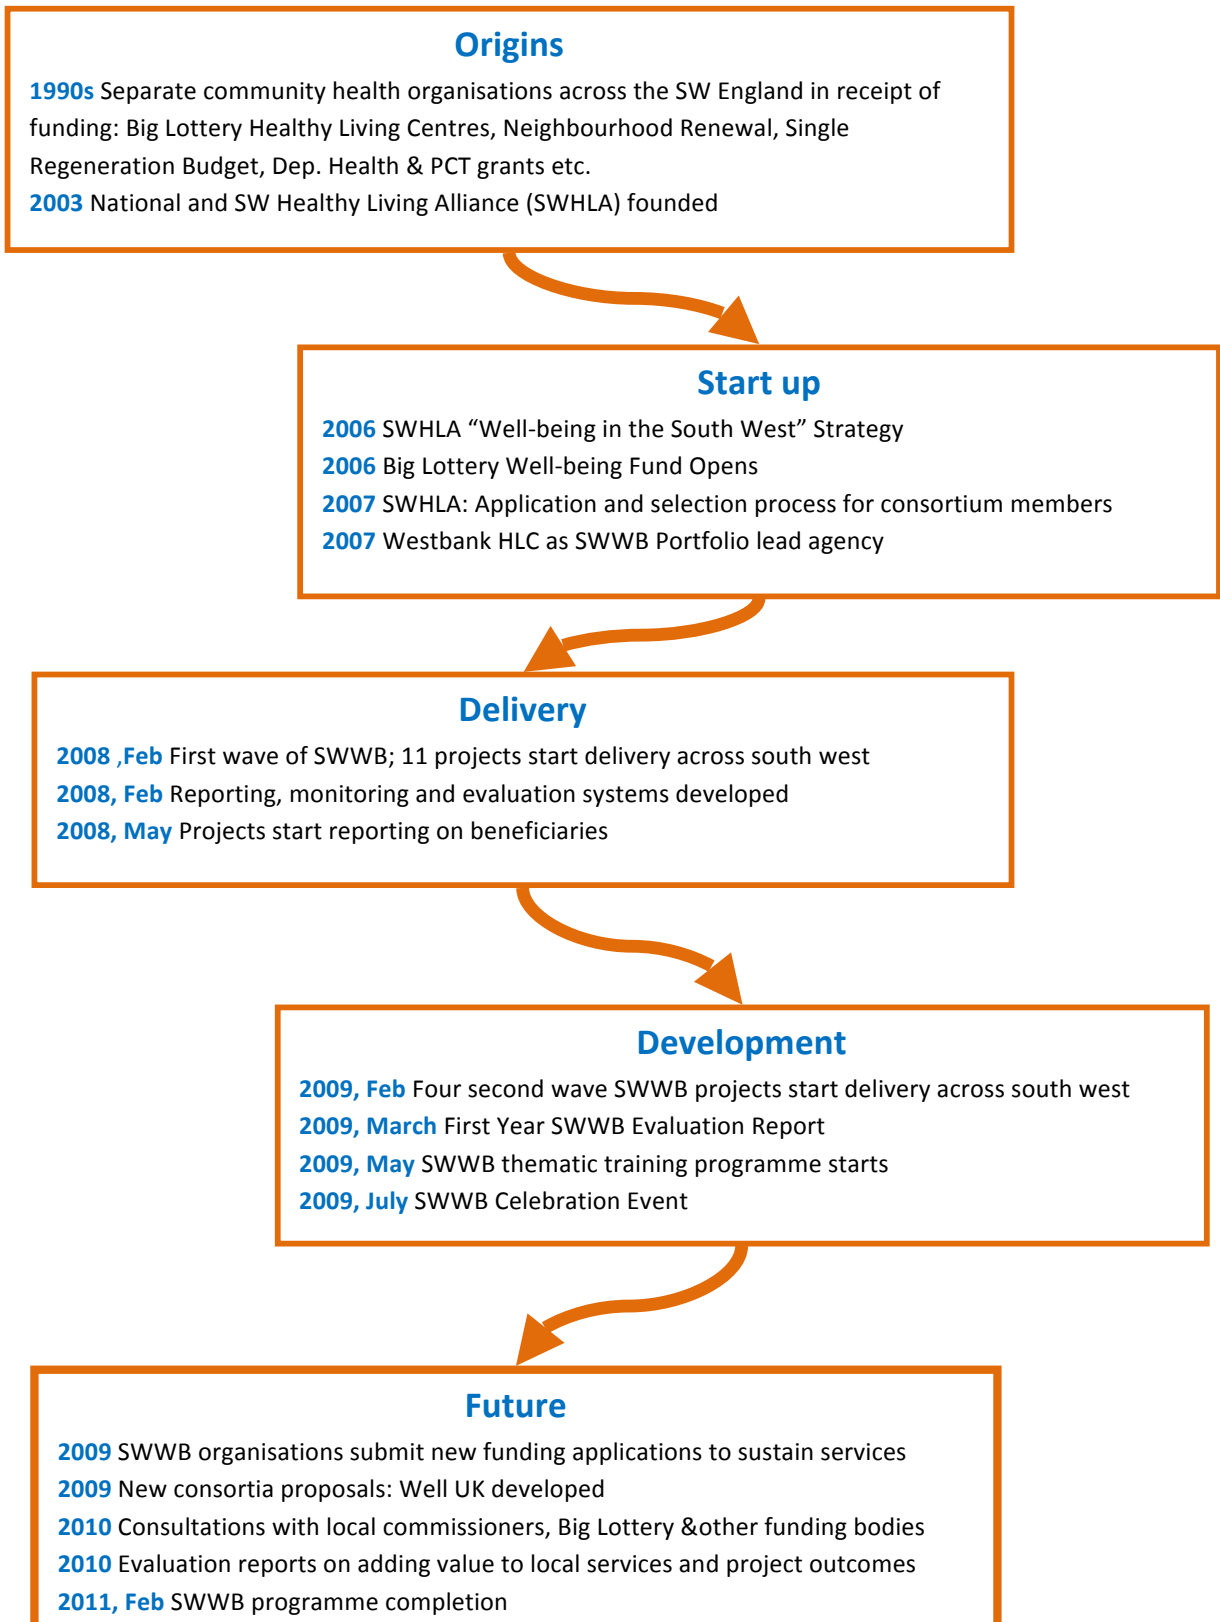 Origins
1990s Separate community health organisations across the SW England in receipt of
funding: Big Lottery Healthy Living Centres, Neighbourhood Renewal, Single
Regeneration Budget, Dep. Health & PCT grants etc.
2003 National and SW Healthy Living Alliance (SWHLA) founded
Start up
2006 SWHLA “Well-being in the South West” Strategy
2006 Big Lottery Well-being Fund Opens
2007 SWHLA: Application and selection process for consortium members
2007 Westbank HLC as SWWB Portfolio lead agency
Delivery
2008 ,Feb First wave of SWWB; 11 projects start delivery across south west
2008, Feb Reporting, monitoring and evaluation systems developed
2008, May Projects start reporting on beneficiaries
Development
2009, Feb Four second wave SWWB projects start delivery across south west
2009, March First Year SWWB Evaluation Report
2009, May SWWB thematic training programme starts
2009, July SWWB Celebration Event
Future
2009 SWWB organisations submit new funding applications to sustain services
2009 New consortia proposals: Well UK developed
2010 Consultations with local commissioners, Big Lottery &other funding bodies
2010 Evaluation reports on adding value to local services and project outcomes
2011, Feb SWWB programme completion